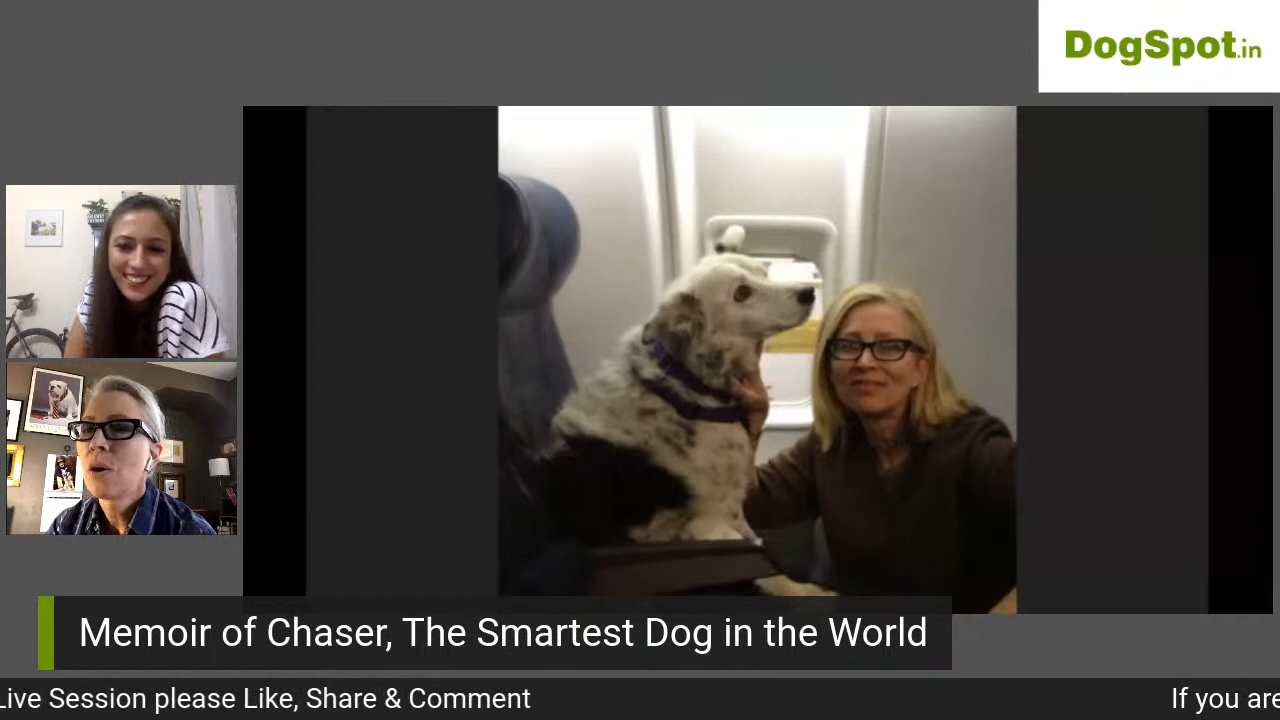 DogSpot.in
Memoir of Chaser, The Smartest Dog in the World
Live Session please Like, Share & Comment
If you are